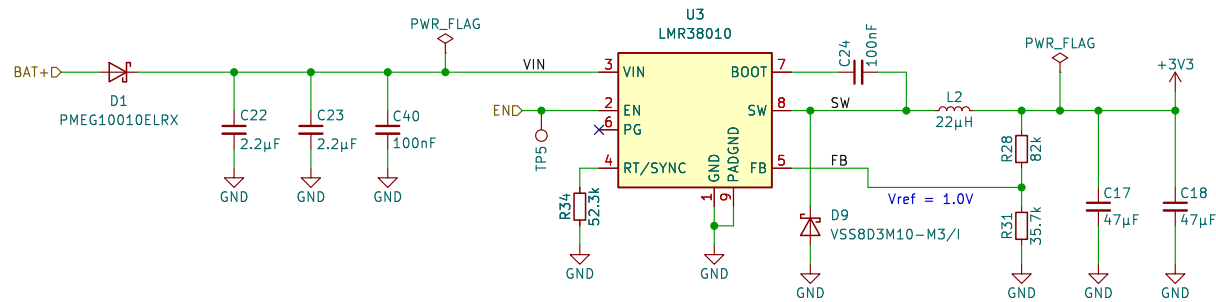 BAT+
D1
PMEG10010ELRX
C22
2.2µF
GND
C23
2.2µF
GND
C40
100nF
GND
PWR_FLAG
VIN
EN
TP5
R34
52.3k
GND
U3
LMR38010
3 VIN
2 EN
6 PG
4 RT/SYNC
BOOT 7
SW 8
FB 5
GND 1
PADGND 9
GND
C24
100nF
SW
FB
D9
VSS8D3M10-M3/I
GND
L2
22µH
Vref = 1.0V
R28
82k
R31
35.7k
GND
PWR_FLAG
+3V3
C17
47µF
GND
C18
47µF
GND